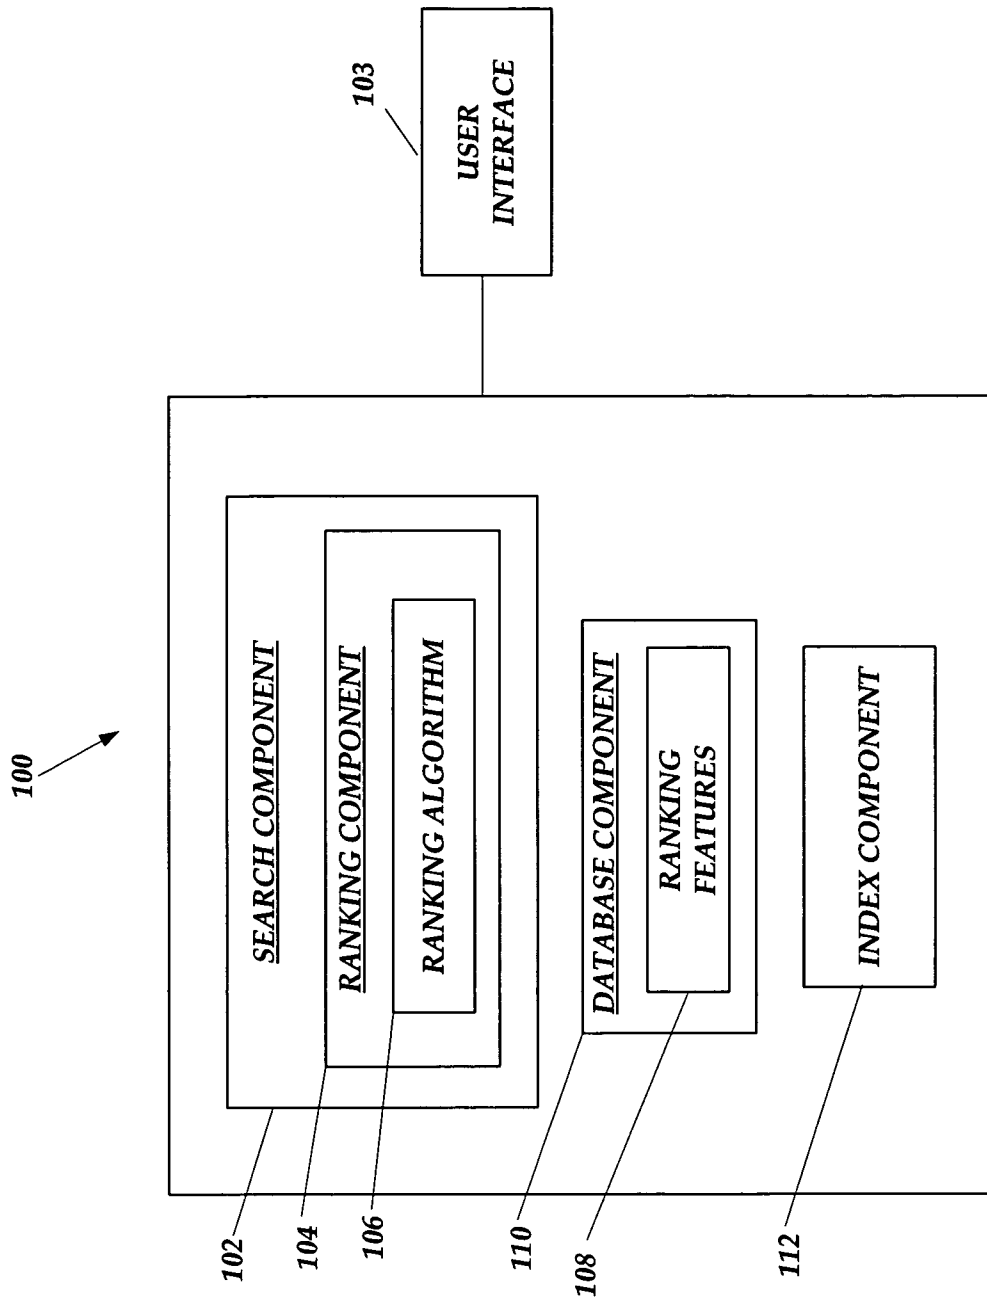 100
SEARCH COMPONENT
102
RANKING COMPONENT
104
RANKING ALGORITHM
106
DATABASE COMPONENT
110
RANKING
FEATURES
108
INDEX COMPONENT
112
103
USER
INTERFACE